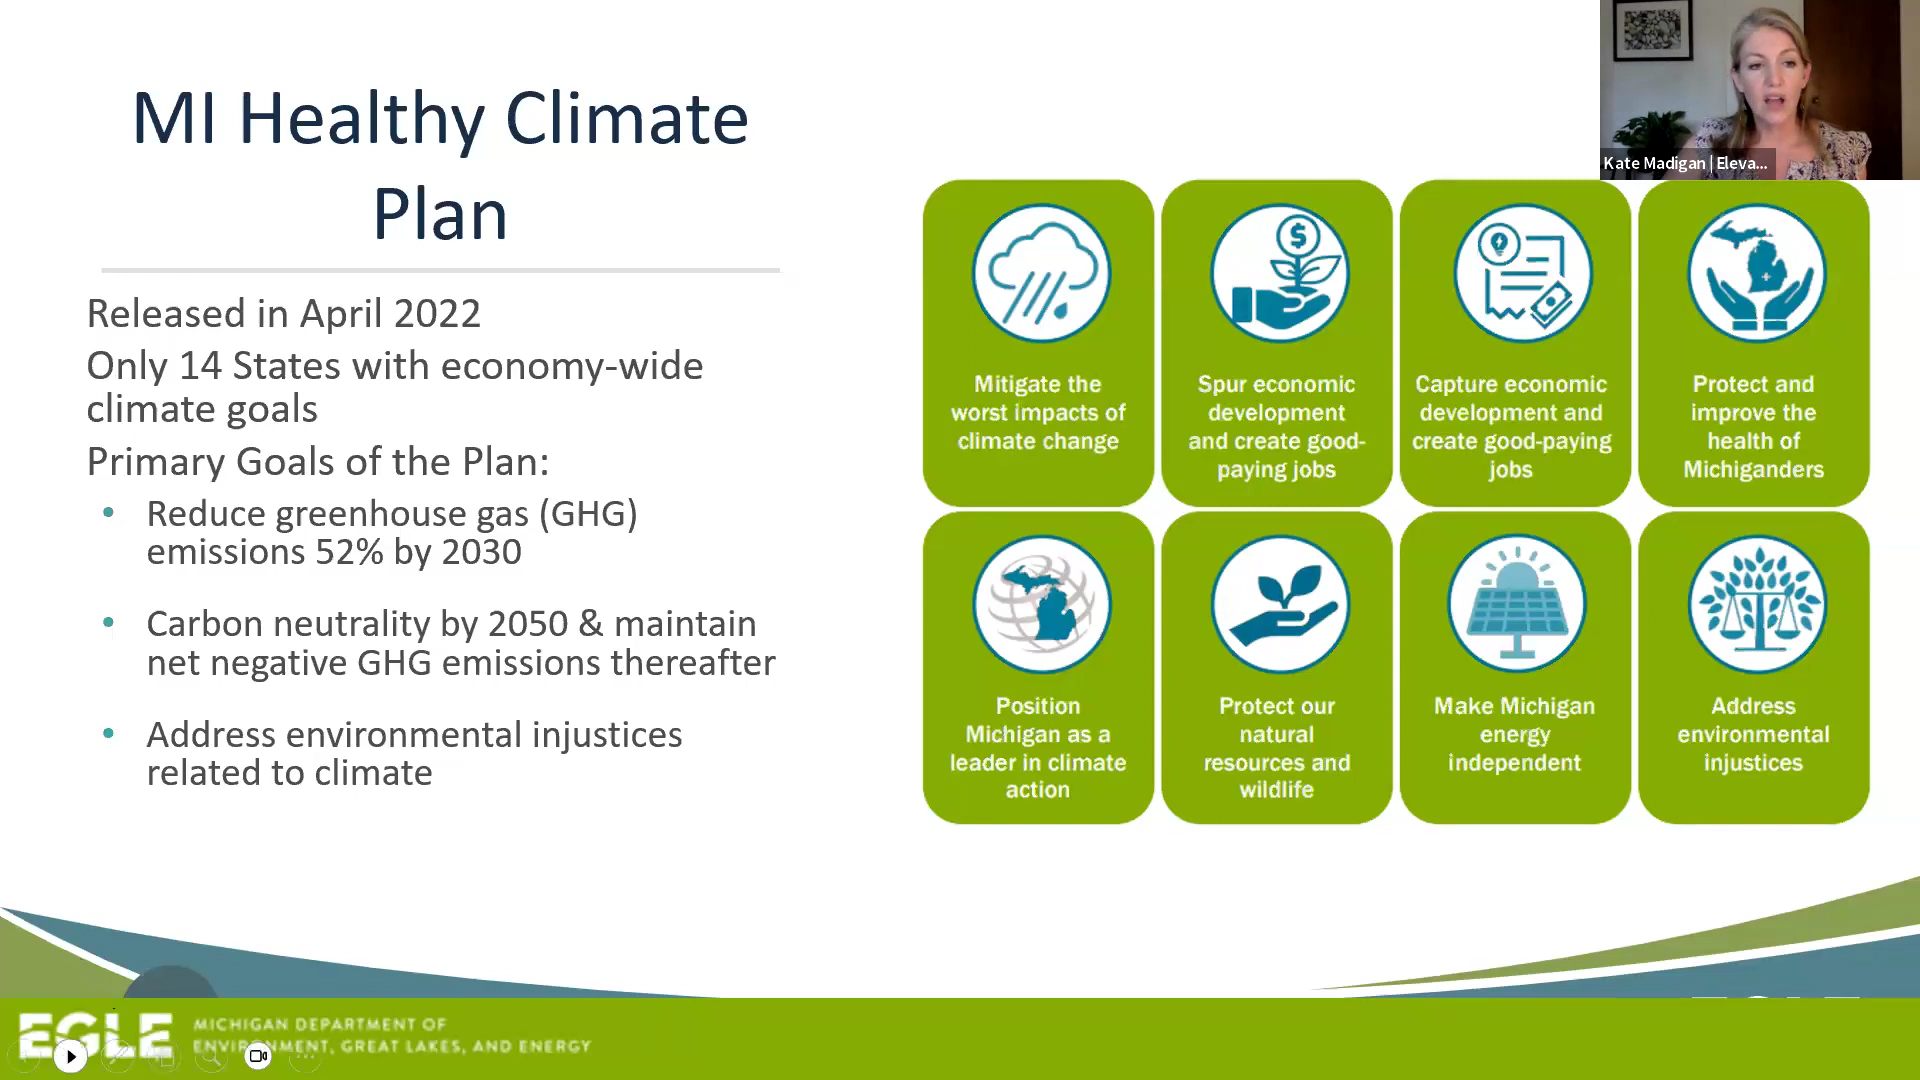 MI Healthy Climate
Plan
Released in April 2022
Only 14 States with economy-wide
climate goals
Primary Goals of the Plan:
• Reduce greenhouse gas (GHG)
emissions 52% by 2030
• Carbon neutrality by 2050 & maintain
net negative GHG emissions thereafter
• Address environmental injustices
related to climate
Kate Madigan | Eleva...
$
Mitigate the
worst impacts of
climate change
Spur economic
development
and create good-
paying jobs
Capture economic
development and
create good-paying
jobs
Protect and
improve the
health of
Michiganders
Position
Michigan as a
leader in climate
action
Protect our
natural
resources and
wildlife
Make Michigan
energy
independent
Address
environmental
injustices
EGLE
MICHIGAN DEPARTMENT OF
ENVIRONMENT, GREAT LAKES, AND ENERGY